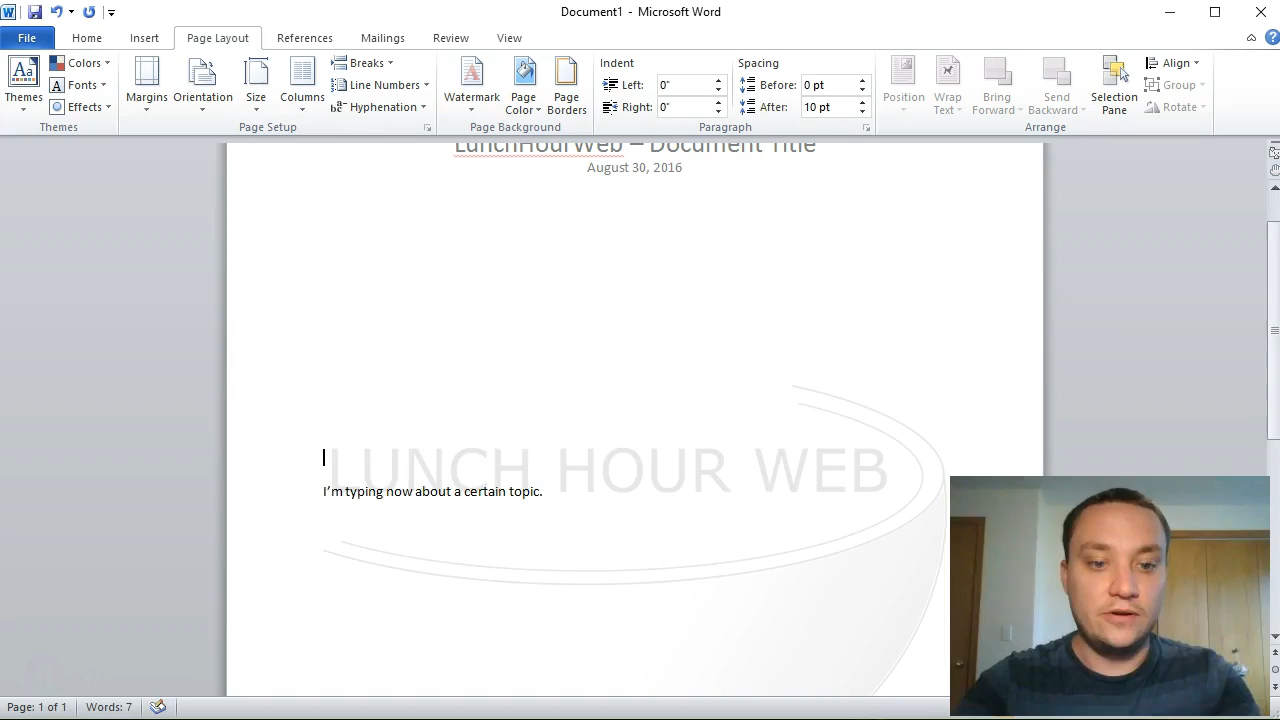 Document1 - Microsoft Word
File Home Insert Page Layout References Mailings Review View
Themes
Colors
Fonts
Effects
Themes
Margins
Orientation
Size
Columns
Breaks
Line Numbers
Hyphenation
Page Setup
Watermark
Page Color
Page Borders
Page Background
Indent
Left: 0"
Right: 0"
Spacing
Before: 0 pt
After: 10 pt
Paragraph
Position
Wrap Text
Bring Forward
Send Backward
Selection Pane
Align
Group
Rotate
Arrange
LunchHourWeb – Document Title
August 30, 2016
LUNCH HOUR WEB
I'm typing now about a certain topic.
Page: 1 of 1 Words: 7